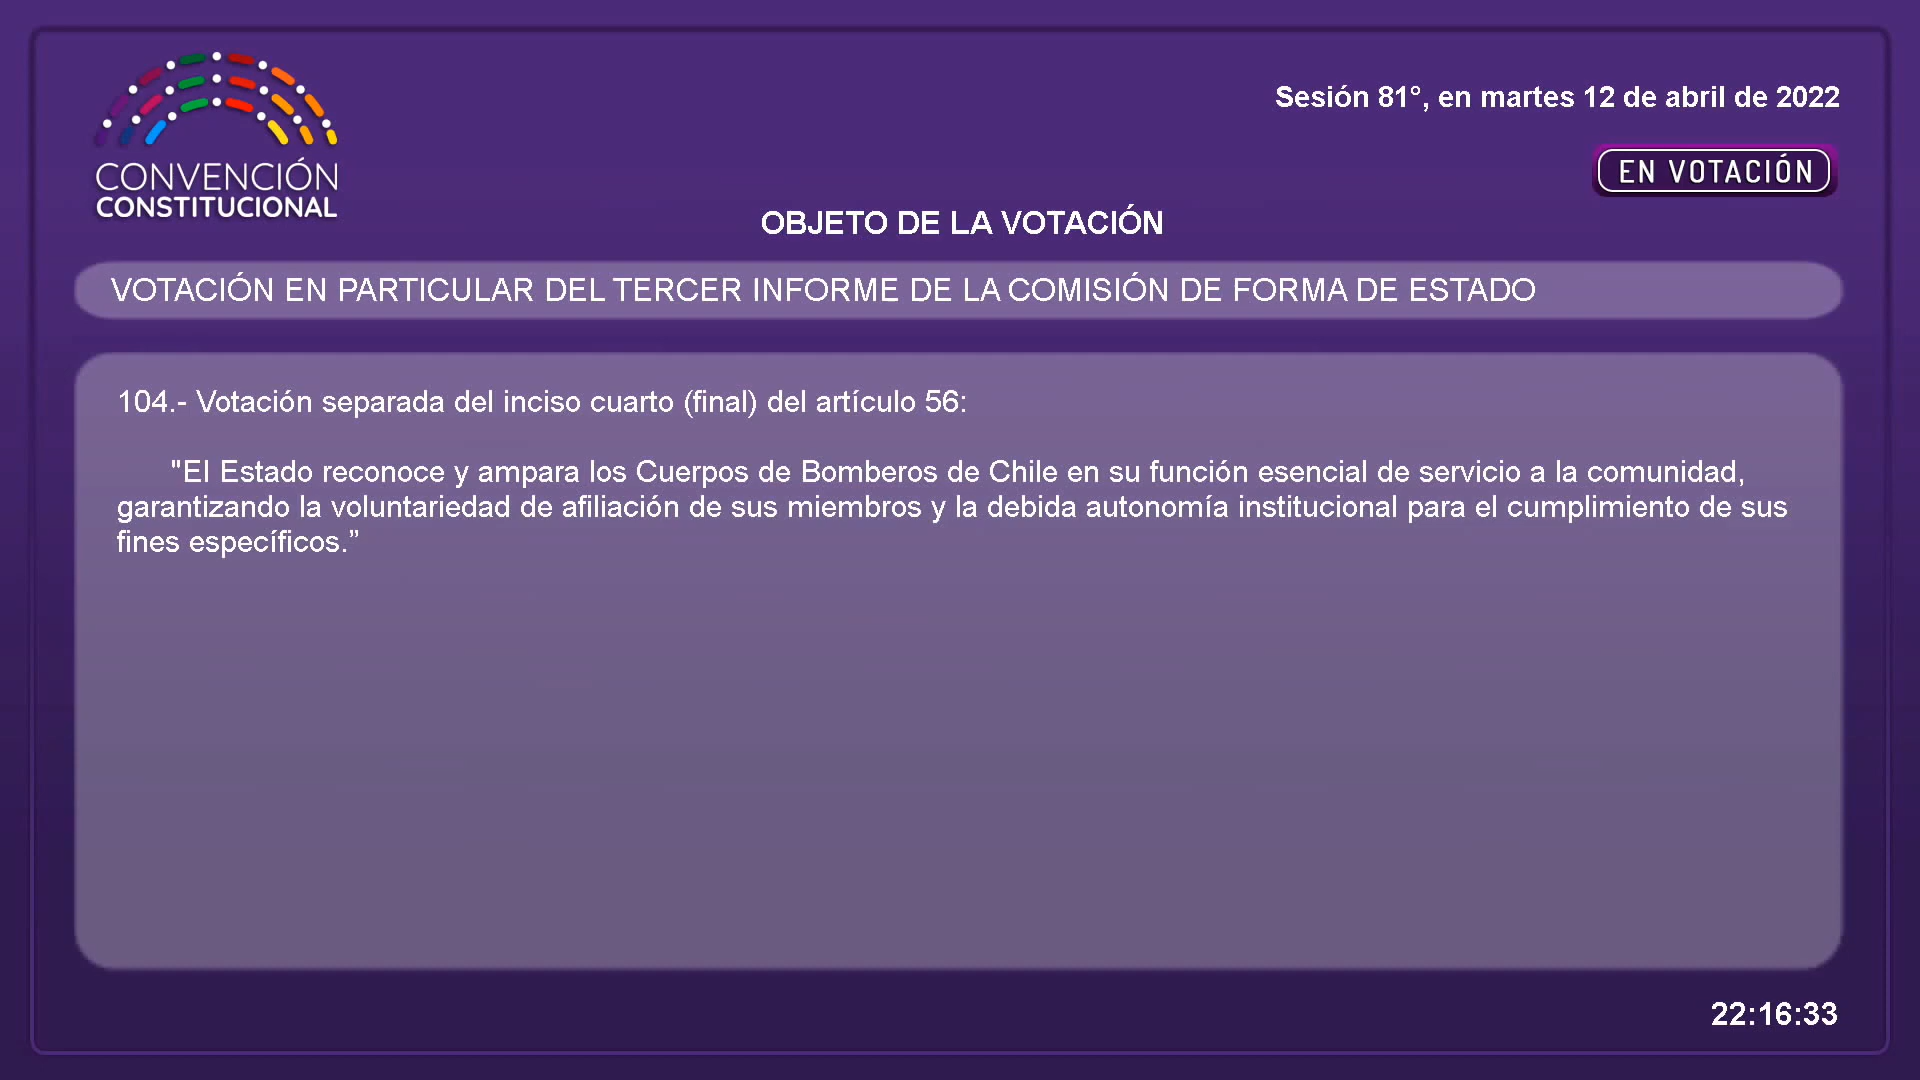 CONVENCIÓN
CONSTITUCIONAL
Sesión 81°, en martes 12 de abril de 2022
EN VOTACIÓN
OBJETO DE LA VOTACIÓN
VOTACIÓN EN PARTICULAR DEL TERCER INFORME DE LA COMISIÓN DE FORMA DE ESTADO
104.- Votación separada del inciso cuarto (final) del artículo 56:
"El Estado reconoce y ampara los Cuerpos de Bomberos de Chile en su función esencial de servicio a la comunidad,
garantizando la voluntariedad de afiliación de sus miembros y la debida autonomía institucional para el cumplimiento de sus
fines específicos.”
22:16:33